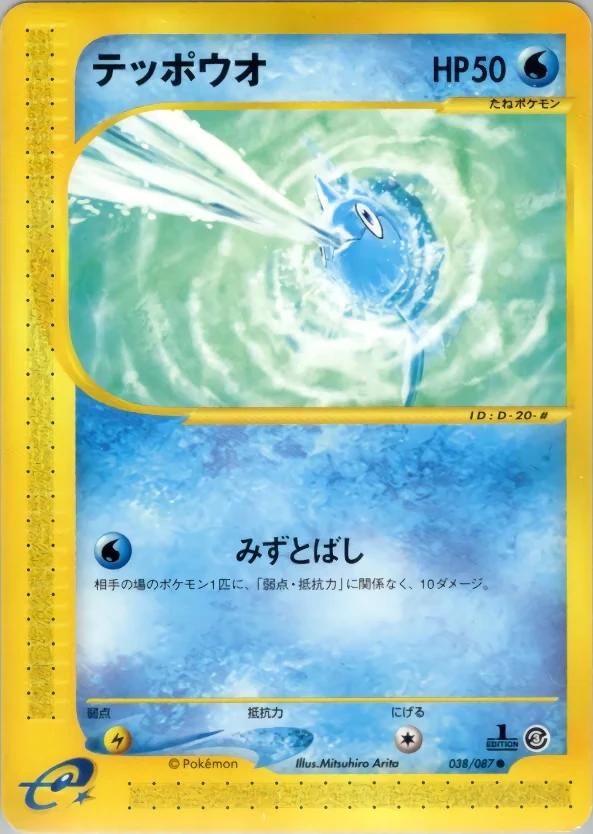 テッポウオ
HP50
たねポケモン
ID:D-20-#
みずとばし
相手の場のポケモン1匹に、「弱点・抵抗力」に関係なく、10ダメージ。
弱点 抵抗力 にげる
© Pokémon Illus.Mitsuhiro Arita 038/087 ●
1 EDITION
e